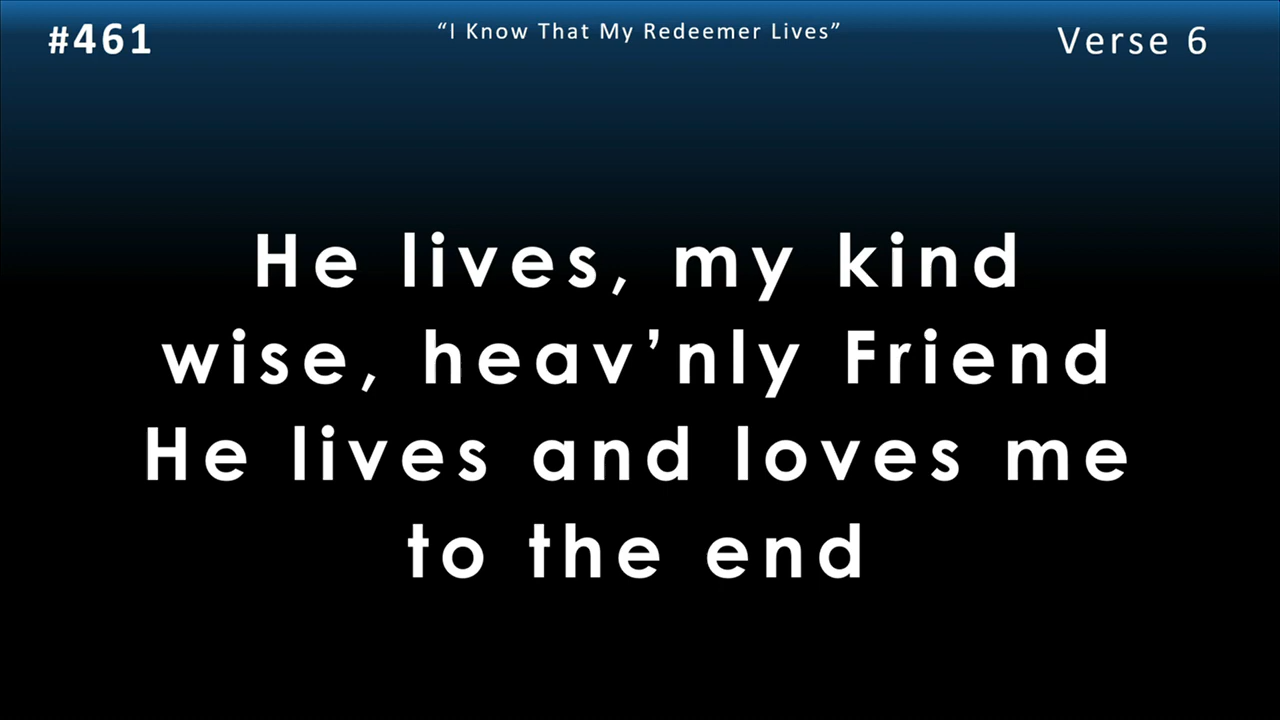 #461
“I Know That My Redeemer Lives”
Verse 6
He lives, my kind
wise, heav’nly Friend
He lives and loves me
to the end